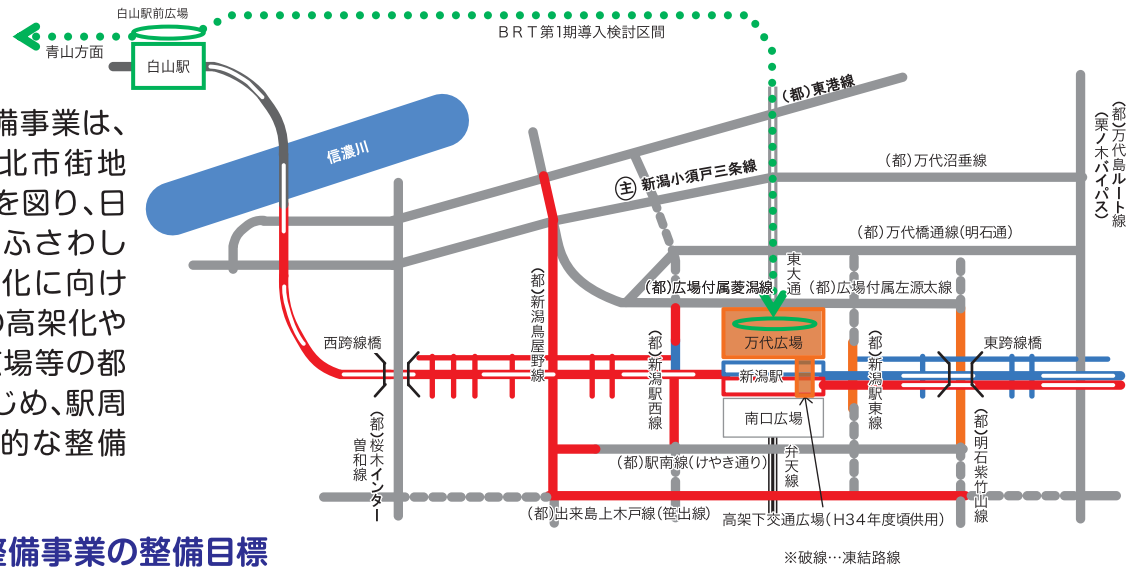 白山駅前広場
BRT第1期導入検討区間
青山方面
白山駅
(都)東港線
信濃川
主 新潟小須戸三条線
(都)万代沼垂線
(都)万代島ルート線
(栗ノ木バイパス)
(都)万代橋通線(明石通)
東大通
(都)広場付属菱潟線
(都)広場付属左源太線
(都)新潟鳥屋野線
西跨線橋
(都)新潟駅西線
万代広場
(都)新潟駅東線
東跨線橋
新潟駅
南口広場
(都)桜木インター
曽和線
(都)駅南線(けやき通り)
弁天線
(都)明石紫竹山線
(都)出来島上木戸線(笹出線)
高架下交通広場(H34年度頃供用)
※破線…凍結路線
備事業は、
北市街地
を図り、日
ふさわし
化に向け
の高架化や
広場等の都
じめ、駅周
的な整備
整備事業の整備目標